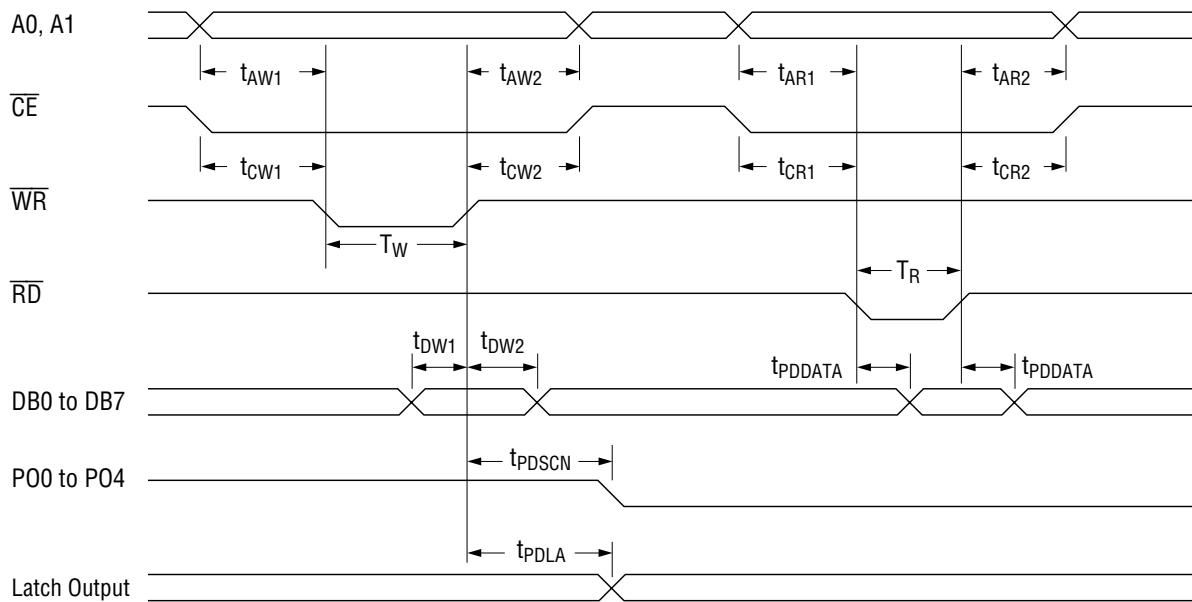 A0, A1
tAW1 tAW2 tAR1 tAR2
CE
tCW1 tCW2 tCR1 tCR2
WR
TW
TR
RD
tDW1 tDW2 tPDDATA tPDDATA
DB0 to DB7
tPDSCN
PO0 to PO4
tPDLA
Latch Output